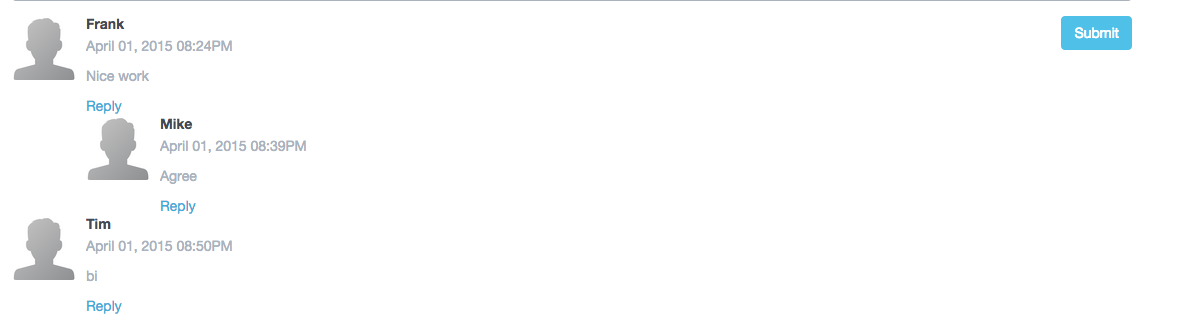 Frank
Submit
April 01, 2015 08:24PM
Nice work
Reply
Mike
April 01, 2015 08:39PM
Agree
Reply
Tim
April 01, 2015 08:50PM
bi
Reply